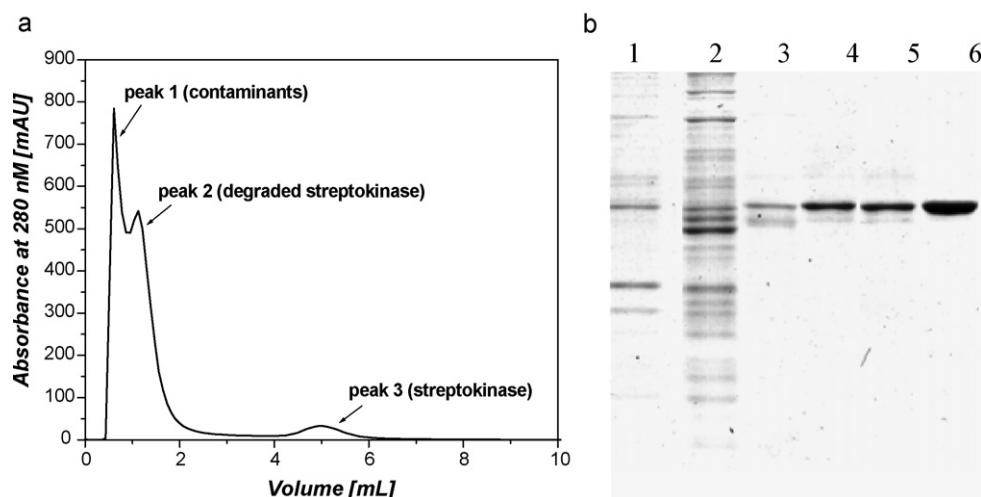 a
900
800
700
600
500
400
300
200
100
0
Absorbance at 280 nM [mAU]
peak 1 (contaminants)
peak 2 (degraded streptokinase)
peak 3 (streptokinase)
0 2 4 6 8 10
Volume [mL]
b
1 2 3 4 5 6